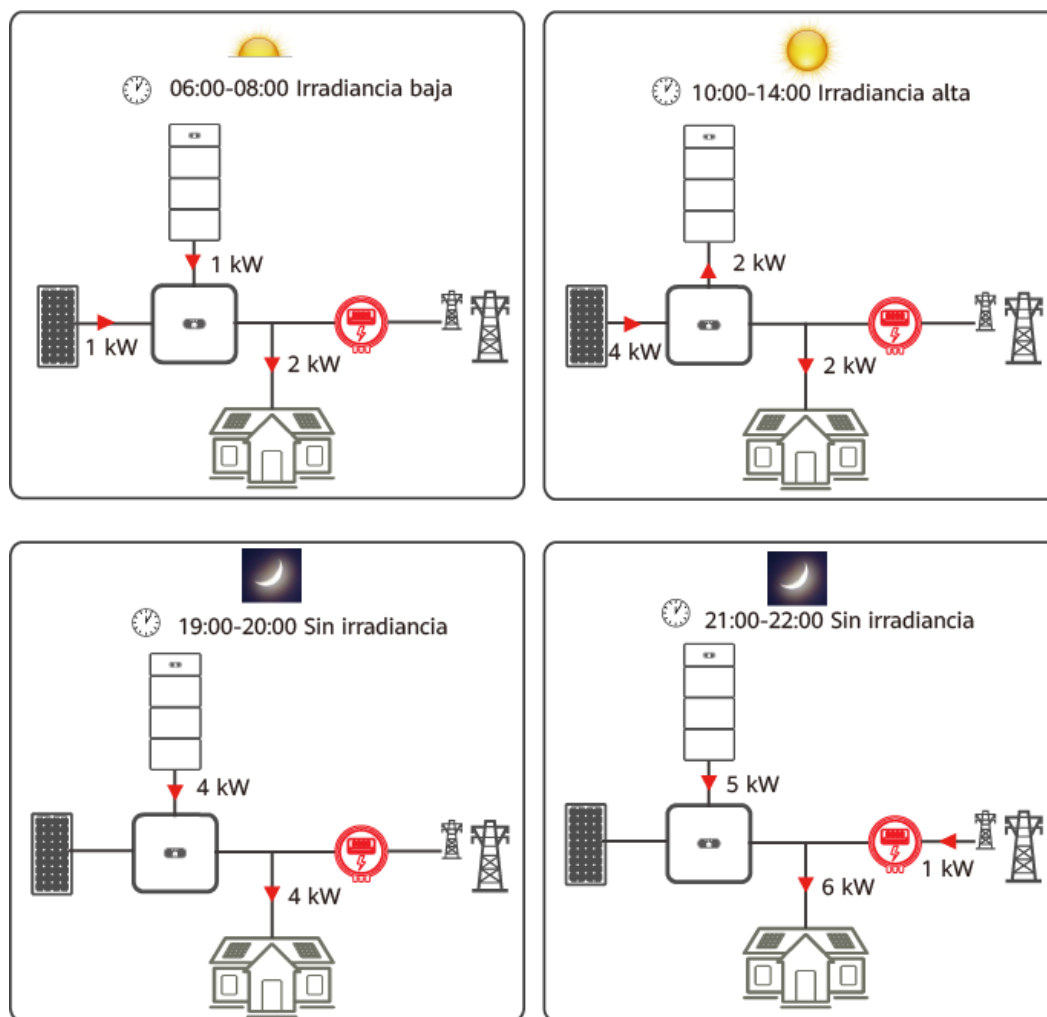 06:00-08:00 Irradiancia baja
1 kW
1 kW
2 kW
10:00-14:00 Irradiancia alta
2 kW
4 kW
2 kW
19:00-20:00 Sin irradiancia
4 kW
4 kW
21:00-22:00 Sin irradiancia
5 kW
1 kW
6 kW